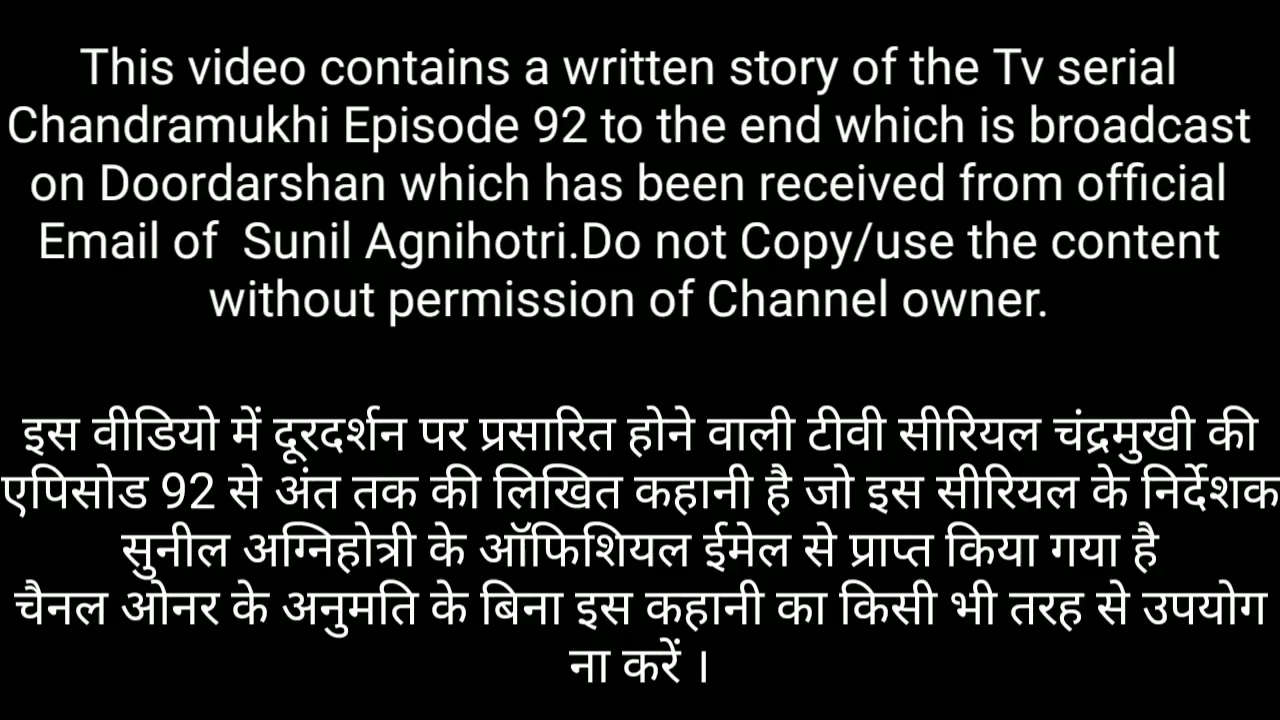 This video contains a written story of the Tv serial
Chandramukhi Episode 92 to the end which is broadcast
on Doordarshan which has been received from official
Email of  Sunil Agnihotri.Do not Copy/use the content
without permission of Channel owner.
इस वीडियो में दूरदर्शन पर प्रसारित होने वाली टीवी सीरियल चंद्रमुखी की
एपिसोड 92 से अंत तक की लिखित कहानी है जो इस सीरियल के निर्देशक
सुनील अग्निहोत्री के ऑफिशियल ईमेल से प्राप्त किया गया है
चैनल ओनर के अनुमति के बिना इस कहानी का किसी भी तरह से उपयोग
ना करें ।